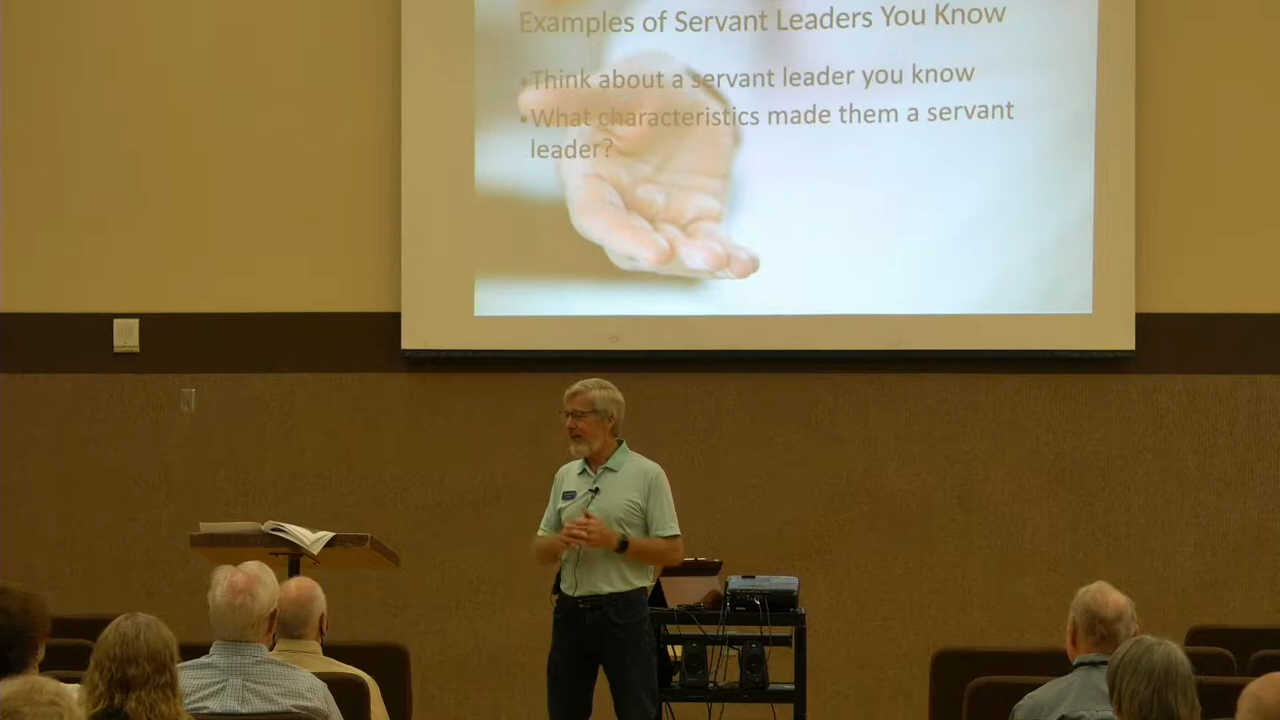 Examples of Servant Leaders You Know
•Think about a servant leader you know
•What characteristics made them a servant
leader?